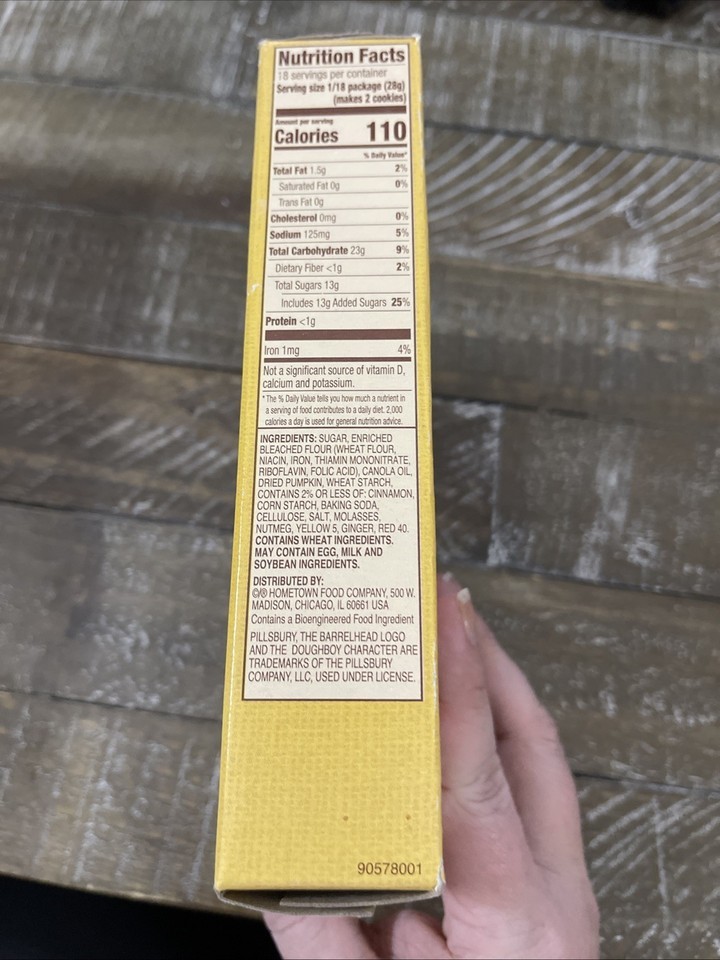 Nutrition Facts
18 servings per container
Serving size 1/18 package (28g)
(makes 2 cookies)
Amount per serving
Calories 110
% Daily Value*
Total Fat 1.5g 2%
Saturated Fat 0g 0%
Trans Fat 0g
Cholesterol 0mg 0%
Sodium 125mg 5%
Total Carbohydrate 23g 9%
Dietary Fiber <1g 2%
Total Sugars 13g
Includes 13g Added Sugars 25%
Protein <1g
Iron 1mg 4%
Not a significant source of vitamin D,
calcium and potassium.
* The % Daily Value tells you how much a nutrient in
a serving of food contributes to a daily diet. 2,000
calories a day is used for general nutrition advice.
INGREDIENTS: SUGAR, ENRICHED
BLEACHED FLOUR (WHEAT FLOUR,
NIACIN, IRON, THIAMIN MONONITRATE,
RIBOFLAVIN, FOLIC ACID), CANOLA OIL,
DRIED PUMPKIN, WHEAT STARCH,
CONTAINS 2% OR LESS OF: CINNAMON,
CORN STARCH, BAKING SODA,
CELLULOSE, SALT, MOLASSES,
NUTMEG, YELLOW 5, GINGER, RED 40.
CONTAINS WHEAT INGREDIENTS.
MAY CONTAIN EGG, MILK AND
SOYBEAN INGREDIENTS.
DISTRIBUTED BY:
©/® HOMETOWN FOOD COMPANY, 500 W.
MADISON, CHICAGO, IL 60661 USA
Contains a Bioengineered Food Ingredient
PILLSBURY, THE BARRELHEAD LOGO
AND THE DOUGHBOY CHARACTER ARE
TRADEMARKS OF THE PILLSBURY
COMPANY, LLC, USED UNDER LICENSE.
90578001